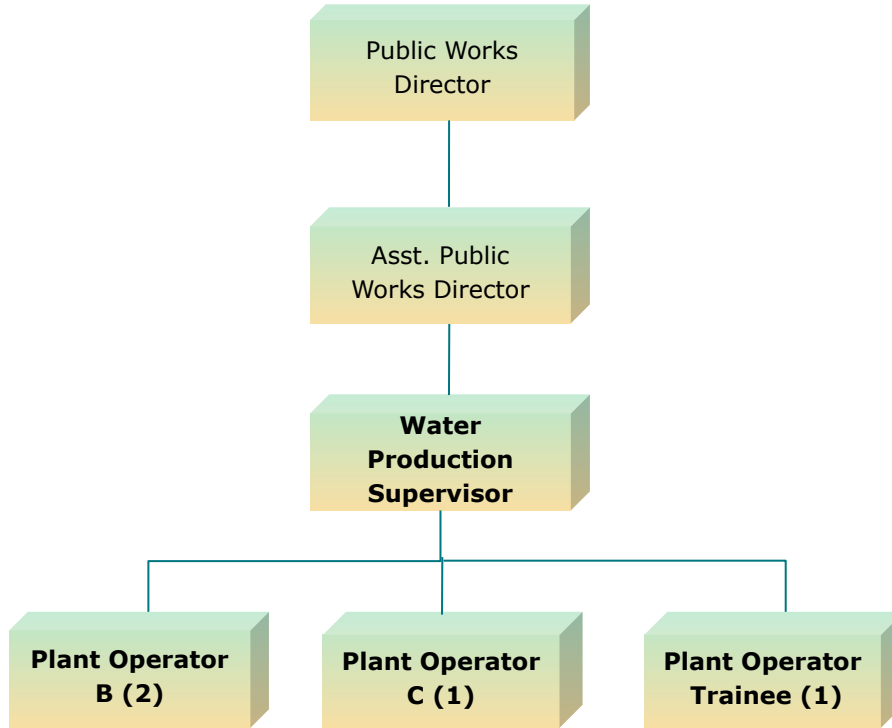 Public Works
Director
Asst. Public
Works Director
Water
Production
Supervisor
Plant Operator
B (2)
Plant Operator
C (1)
Plant Operator
Trainee (1)